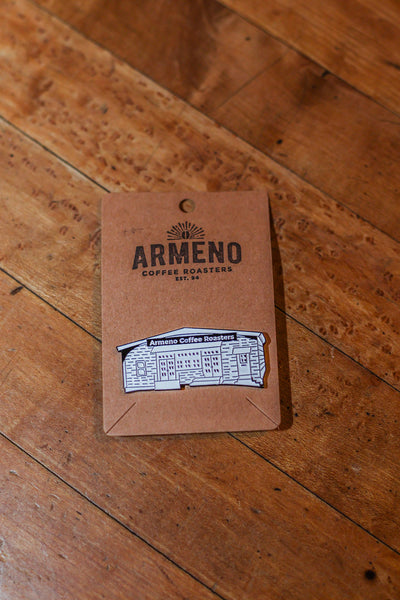 ARMENO
COFFEE ROASTERS
EST. 94
Armeno Coffee Roasters